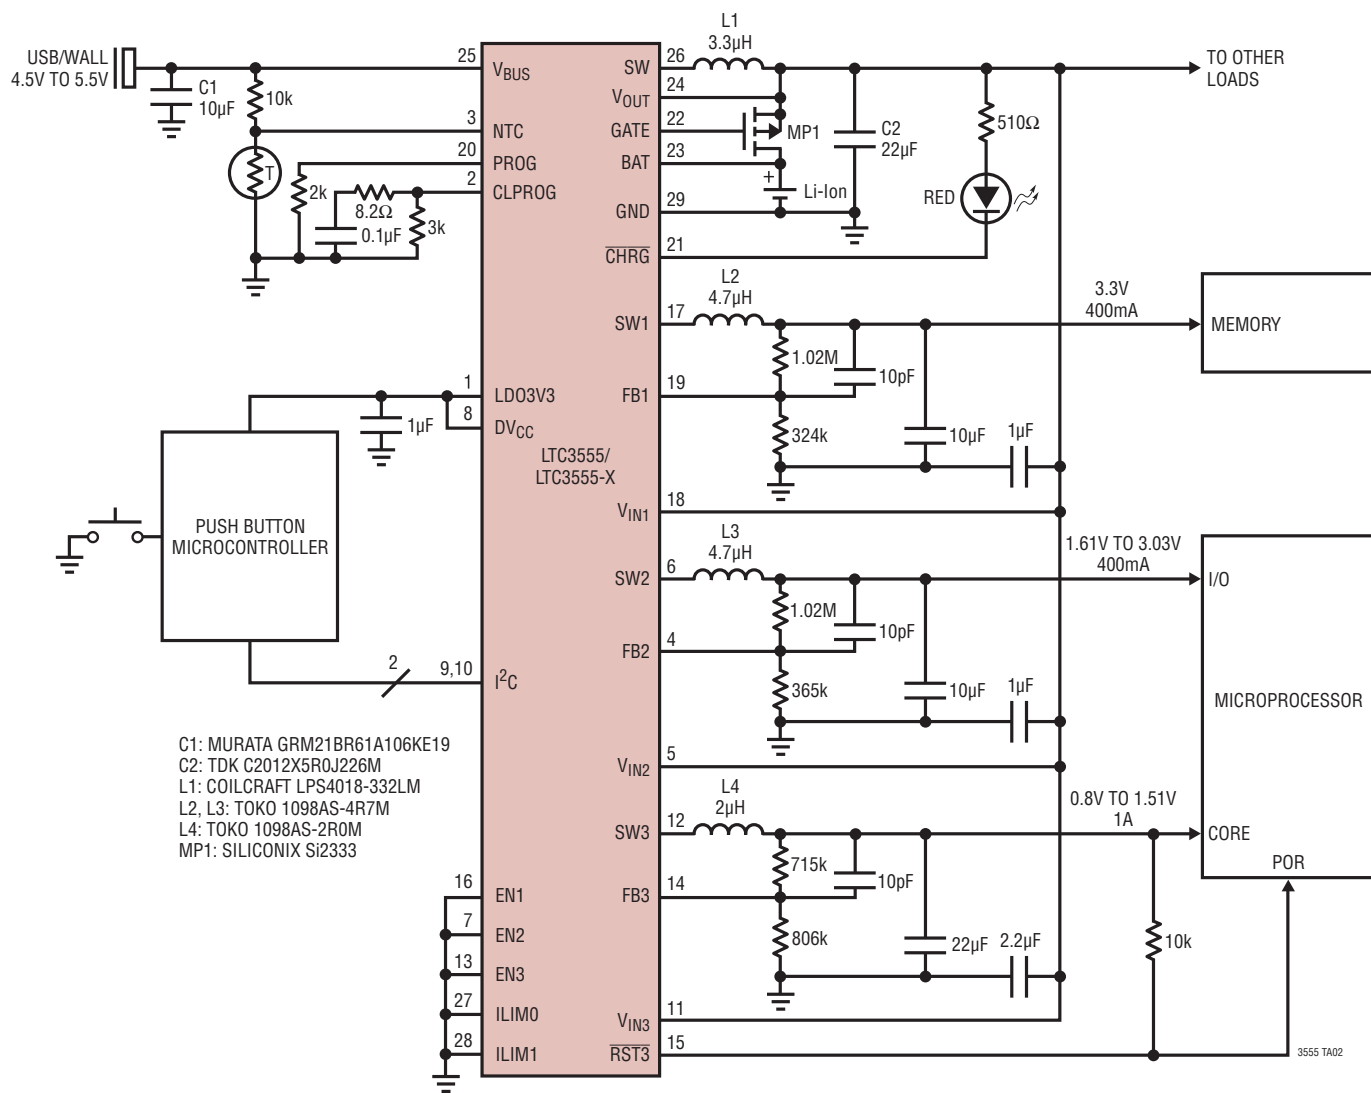 USB/WALL
4.5V TO 5.5V
C1
10µF
10k
T
2k
8.2Ω
0.1µF
3k
25
3
20
2
V_BUS
NTC
PROG
CLPROG
SW
V_OUT
GATE
BAT
GND
CHRG
26
24
22
23
29
21
L1
3.3µH
MP1
+
Li-Ion
C2
22µF
510Ω
RED
TO OTHER
LOADS
SW1
17
L2
4.7µH
1.02M
10pF
FB1
19
324k
10µF
1µF
V_IN1
18
3.3V
400mA
MEMORY
1
LDO3V3
8
DV_CC
1µF
LTC3555/
LTC3555-X
PUSH BUTTON
MICROCONTROLLER
2
9,10
I²C
SW2
6
L3
4.7µH
1.02M
10pF
FB2
4
365k
10µF
1µF
V_IN2
5
1.61V TO 3.03V
400mA
I/O
MICROPROCESSOR
CORE
POR
C1: MURATA GRM21BR61A106KE19
C2: TDK C2012X5R0J226M
L1: COILCRAFT LPS4018-332LM
L2, L3: TOKO 1098AS-4R7M
L4: TOKO 1098AS-2R0M
MP1: SILICONIX Si2333
SW3
12
L4
2µH
715k
10pF
FB3
14
806k
22µF
2.2µF
V_IN3
11
RST3
15
0.8V TO 1.51V
1A
10k
16
EN1
7
EN2
13
EN3
27
ILIM0
28
ILIM1
3555 TA02